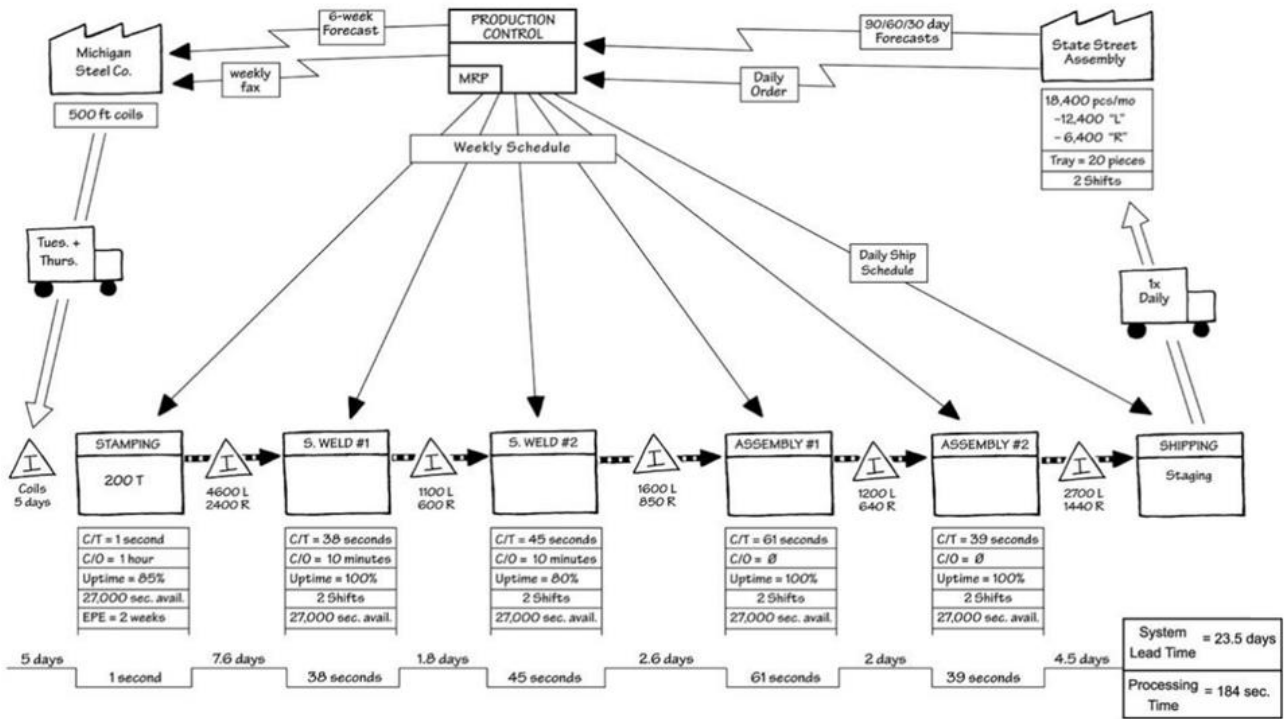 6-week
Forecast
PRODUCTION
CONTROL
90/60/30 day
Forecasts
Michigan
Steel Co.
State Street
Assembly
weekly
fax
MRP
Daily
Order
500 ft coils
18,400 pcs/mo
-12,400 "L"
- 6,400 "R"
Tray = 20 pieces
2 Shifts
Weekly Schedule
Tues. +
Thurs.
Daily Ship
Schedule
1x
Daily
I
Coils
5 days
STAMPING
200 T
I
4600 L
2400 R
S. WELD #1
I
1100 L
600 R
S. WELD #2
I
1600 L
850 R
ASSEMBLY #1
I
1200 L
640 R
ASSEMBLY #2
I
2700 L
1440 R
SHIPPING
Staging
C/T = 1 second
C/O = 1 hour
Uptime = 85%
27,000 sec. avail.
EPE = 2 weeks
C/T = 38 seconds
C/O = 10 minutes
Uptime = 100%
2 Shifts
27,000 sec. avail.
C/T = 45 seconds
C/O = 10 minutes
Uptime = 80%
2 Shifts
27,000 sec. avail.
C/T = 61 seconds
C/O = Ø
Uptime = 100%
2 Shifts
27,000 sec. avail.
C/T = 39 seconds
C/O = Ø
Uptime = 100%
2 Shifts
27,000 sec. avail.
5 days
1 second
7.6 days
38 seconds
1.8 days
45 seconds
2.6 days
61 seconds
2 days
39 seconds
4.5 days
System
Lead Time = 23.5 days
Processing
Time = 184 sec.